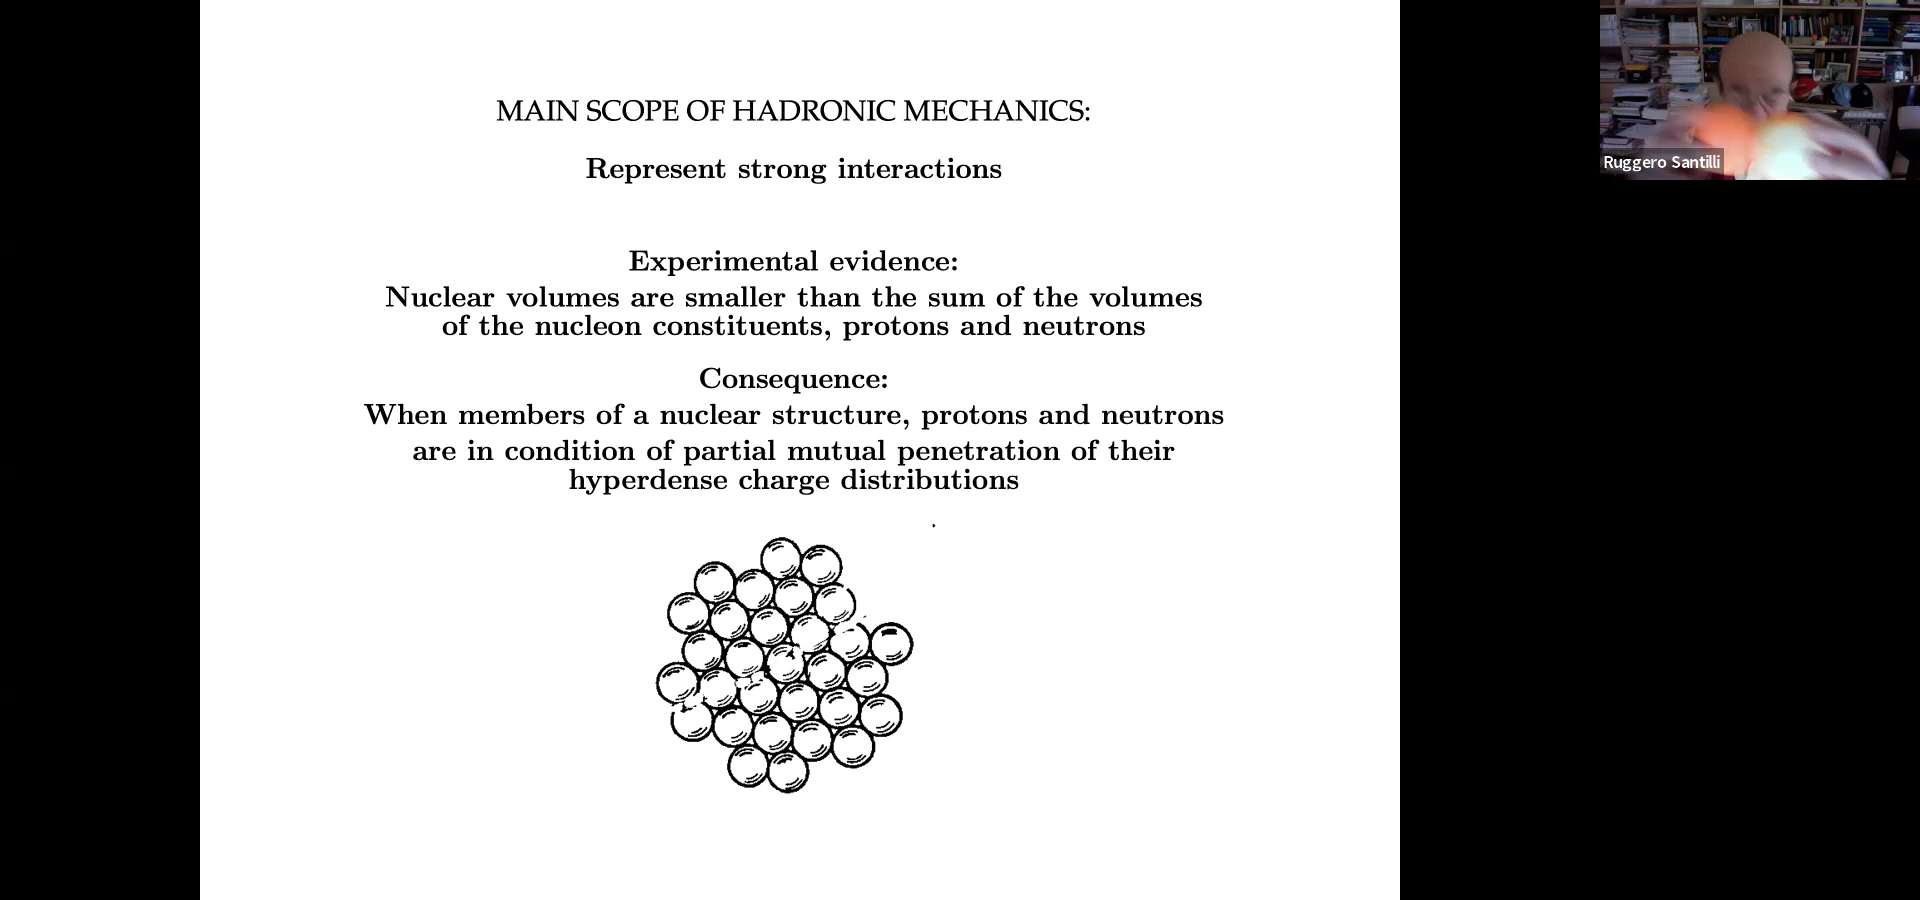 MAIN SCOPE OF HADRONIC MECHANICS:
Represent strong interactions
Experimental evidence:
Nuclear volumes are smaller than the sum of the volumes
of the nucleon constituents, protons and neutrons
Consequence:
When members of a nuclear structure, protons and neutrons
are in condition of partial mutual penetration of their
hyperdense charge distributions
Ruggero Santilli